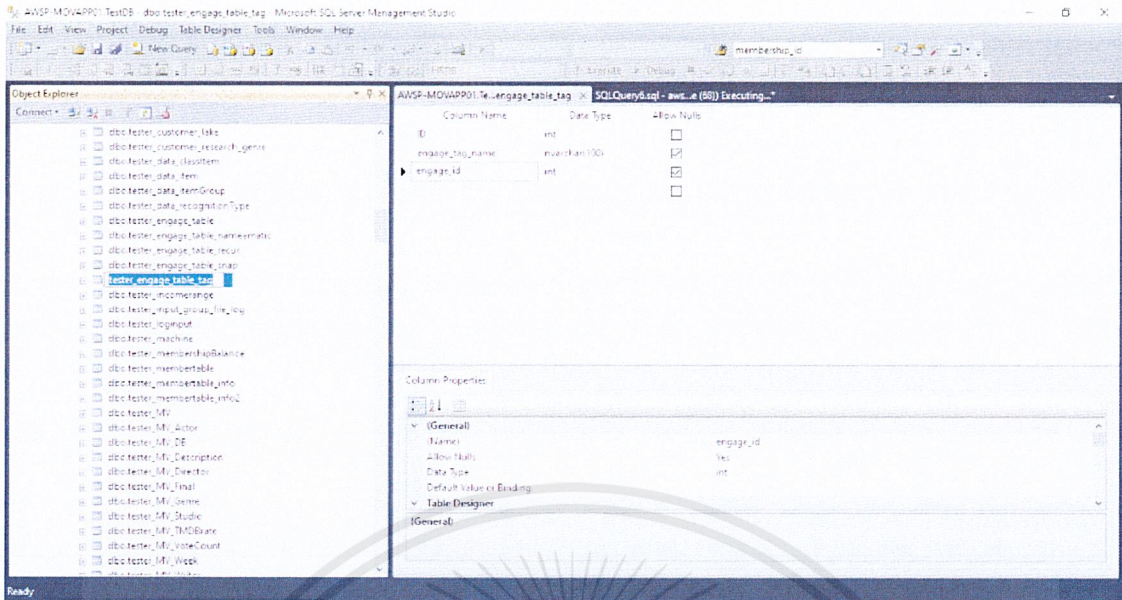 AWSP-MOVAPP01.TestDB - dbo.tester_engage_table_tag - Microsoft SQL Server Management Studio
File Edit View Project Debug Table Designer Tools Window Help
New Query
membership_id
Execute Debug
Object Explorer
Connect
dbo.tester_customer_fake
dbo.tester_customer_research_genre
dbo.tester_data_classItem
dbo.tester_data_item
dbo.tester_data_itemGroup
dbo.tester_data_recognitionType
dbo.tester_engage_table
dbo.tester_engage_table_nameematic
dbo.tester_engage_table_recur
dbo.tester_engage_table_snap
tester_engage_table_tag
dbo.tester_incomerange
dbo.tester_input_group_file_log
dbo.tester_loginput
dbo.tester_machine
dbo.tester_membershipBalance
dbo.tester_membertable
dbo.tester_membertable_info
dbo.tester_membertable_info2
dbo.tester_MV
dbo.tester_MV_Actor
dbo.tester_MV_DB
dbo.tester_MV_Description
dbo.tester_MV_Director
dbo.tester_MV_Final
dbo.tester_MV_Genre
dbo.tester_MV_Studio
dbo.tester_MV_TMDBrate
dbo.tester_MV_VoteCount
dbo.tester_MV_Week
AWSP-MOVAPP01.Te...engage_table_tag
SQLQuery6.sql - aws...e (68)) Executing...*
Column Name Data Type Allow Nulls
ID int
engage_tag_name nvarchar(100)
engage_id int
Column Properties
(General)
(Name) engage_id
Allow Nulls Yes
Data Type int
Default Value or Binding
Table Designer
(General)
Ready